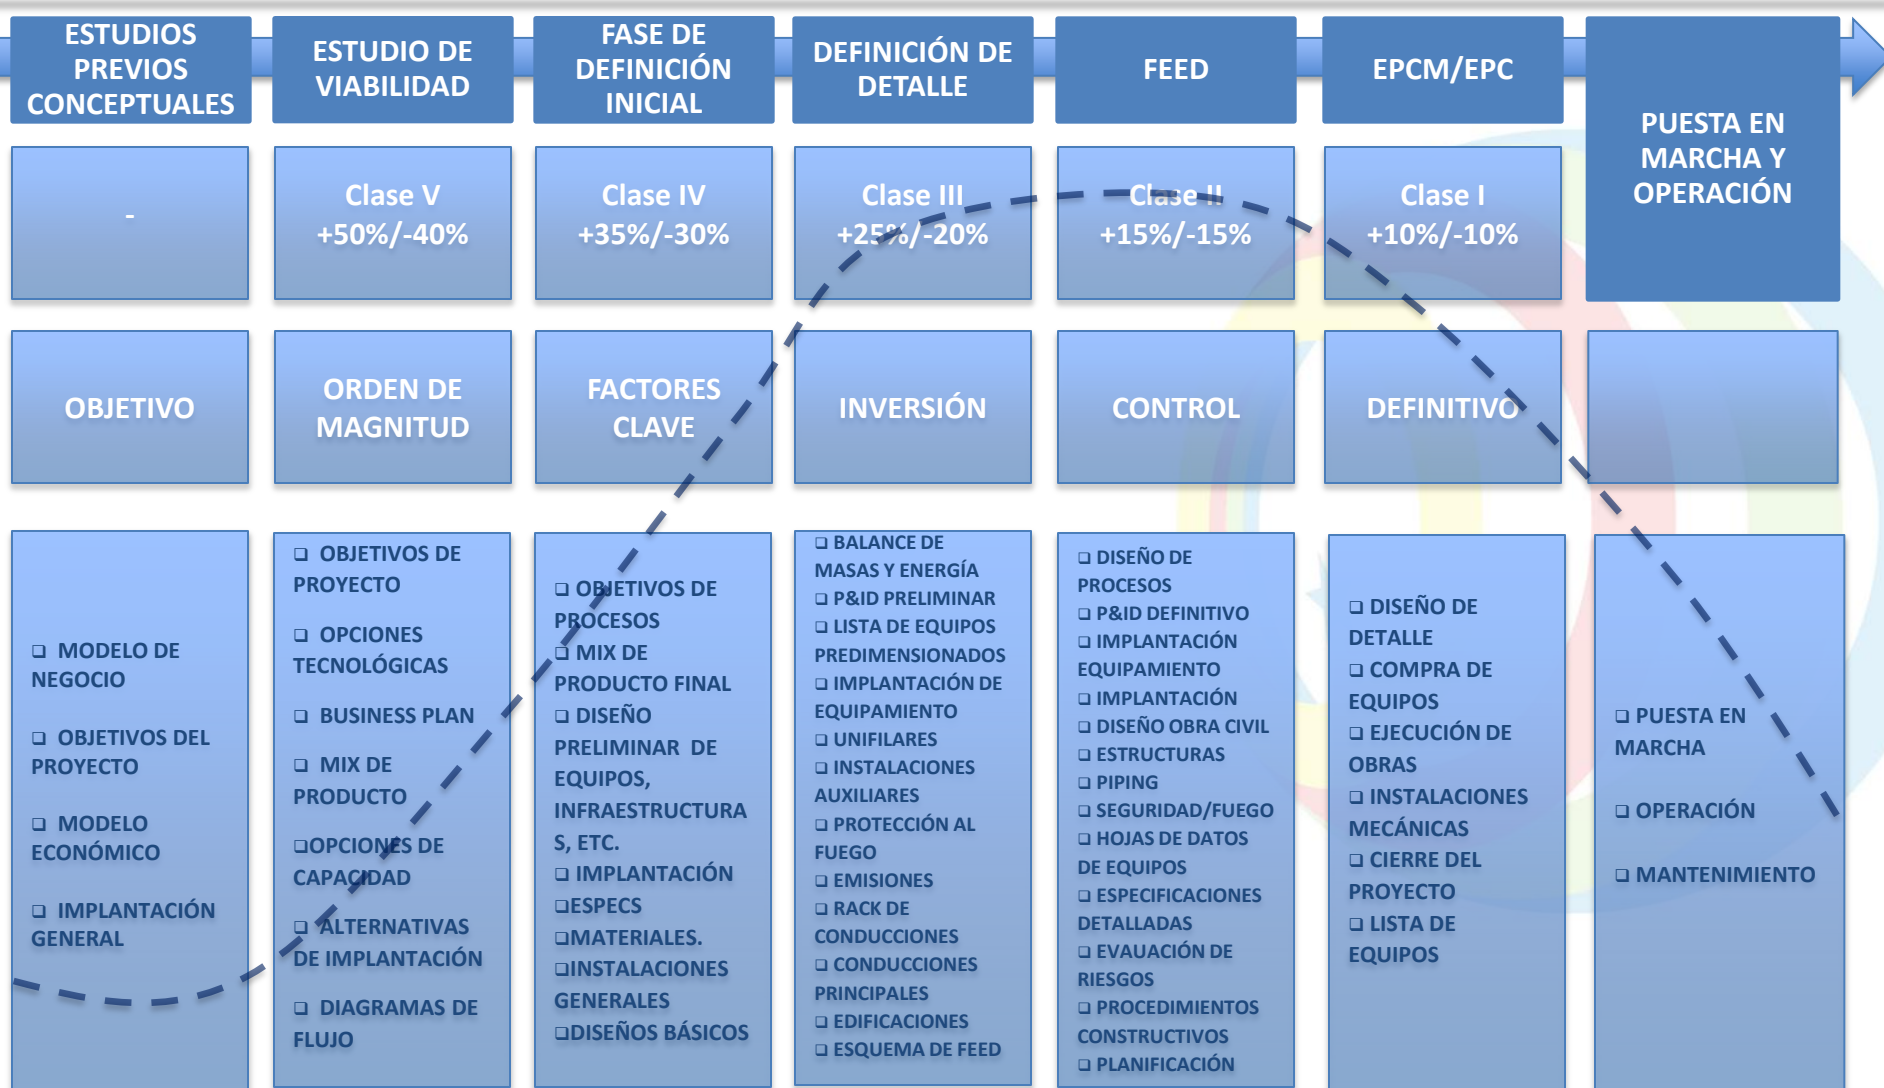 ESTUDIOS
PREVIOS
CONCEPTUALES
ESTUDIO DE
VIABILIDAD
FASE DE
DEFINICIÓN
INICIAL
DEFINICIÓN DE
DETALLE
FEED
EPCM/EPC
PUESTA EN
MARCHA Y
OPERACIÓN
-
Clase V
+50%/-40%
Clase IV
+35%/-30%
Clase III
+25%/-20%
Clase II
+15%/-15%
Clase I
+10%/-10%
OBJETIVO
ORDEN DE
MAGNITUD
FACTORES
CLAVE
INVERSIÓN
CONTROL
DEFINITIVO
❑ MODELO DE
NEGOCIO
❑ OBJETIVOS DEL
PROYECTO
❑ MODELO
ECONÓMICO
❑ IMPLANTACIÓN
GENERAL
❑ OBJETIVOS DE
PROYECTO
❑ OPCIONES
TECNOLÓGICAS
❑ BUSINESS PLAN
❑ MIX DE
PRODUCTO
❑OPCIONES DE
CAPACIDAD
❑ ALTERNATIVAS
DE IMPLANTACIÓN
❑ DIAGRAMAS DE
FLUJO
❑ OBJETIVOS DE
PROCESOS
❑ MIX DE
PRODUCTO FINAL
❑ DISEÑO
PRELIMINAR DE
EQUIPOS,
INFRAESTRUCTURA
S, ETC.
❑ IMPLANTACIÓN
❑ESPECS
❑MATERIALES.
❑INSTALACIONES
GENERALES
❑DISEÑOS BÁSICOS
❑ BALANCE DE
MASAS Y ENERGÍA
❑ P&ID PRELIMINAR
❑ LISTA DE EQUIPOS
PREDIMENSIONADOS
❑ IMPLANTACIÓN DE
EQUIPAMIENTO
❑ UNIFILARES
❑ INSTALACIONES
AUXILIARES
❑ PROTECCIÓN AL
FUEGO
❑ EMISIONES
❑ RACK DE
CONDUCCIONES
❑ CONDUCCIONES
PRINCIPALES
❑ EDIFICACIONES
❑ ESQUEMA DE FEED
❑ DISEÑO DE
PROCESOS
❑ P&ID DEFINITIVO
❑ IMPLANTACIÓN
EQUIPAMIENTO
❑ IMPLANTACIÓN
❑ DISEÑO OBRA CIVIL
❑ ESTRUCTURAS
❑ PIPING
❑ SEGURIDAD/FUEGO
❑ HOJAS DE DATOS
DE EQUIPOS
❑ ESPECIFICACIONES
DETALLADAS
❑ EVAUACIÓN DE
RIESGOS
❑ PROCEDIMIENTOS
CONSTRUCTIVOS
❑ PLANIFICACIÓN
❑ DISEÑO DE
DETALLE
❑ COMPRA DE
EQUIPOS
❑ EJECUCIÓN DE
OBRAS
❑ INSTALACIONES
MECÁNICAS
❑ CIERRE DEL
PROYECTO
❑ LISTA DE
EQUIPOS
❑ PUESTA EN
MARCHA
❑ OPERACIÓN
❑ MANTENIMIENTO